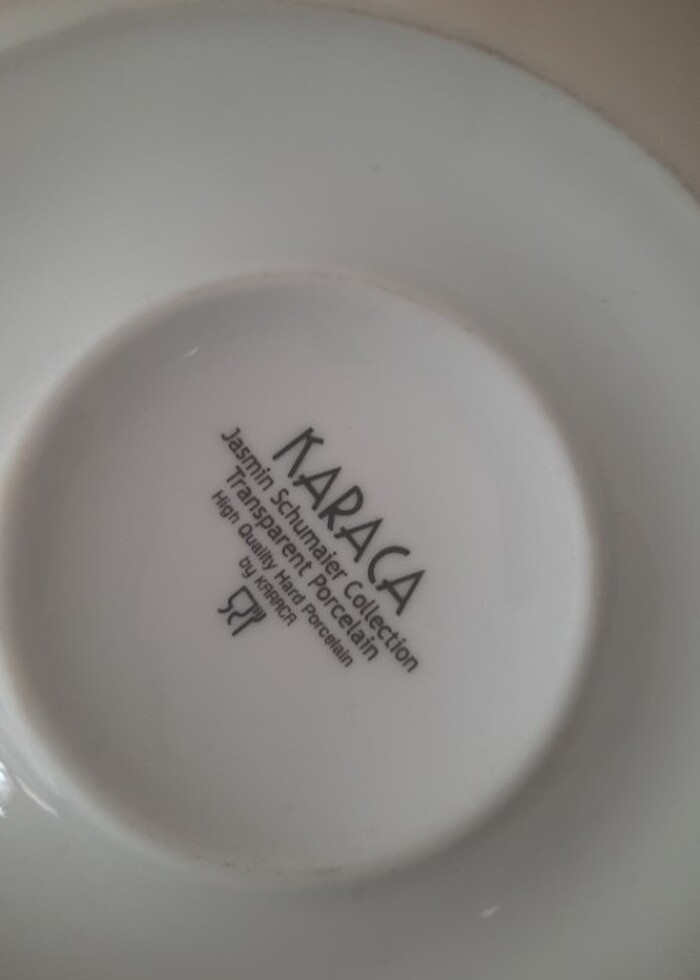 KARACA
Jasmin Schumaier Collection
Transparent Porcelain
High Quality Hard Porcelain
by KARACA